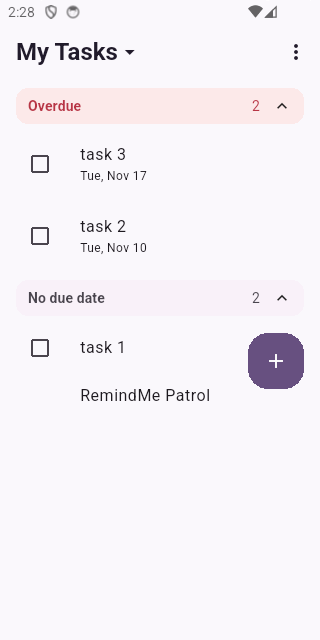 2:28
My Tasks
Overdue 2
task 3
Tue, Nov 17
task 2
Tue, Nov 10
No due date 2
task 1
RemindMe Patrol